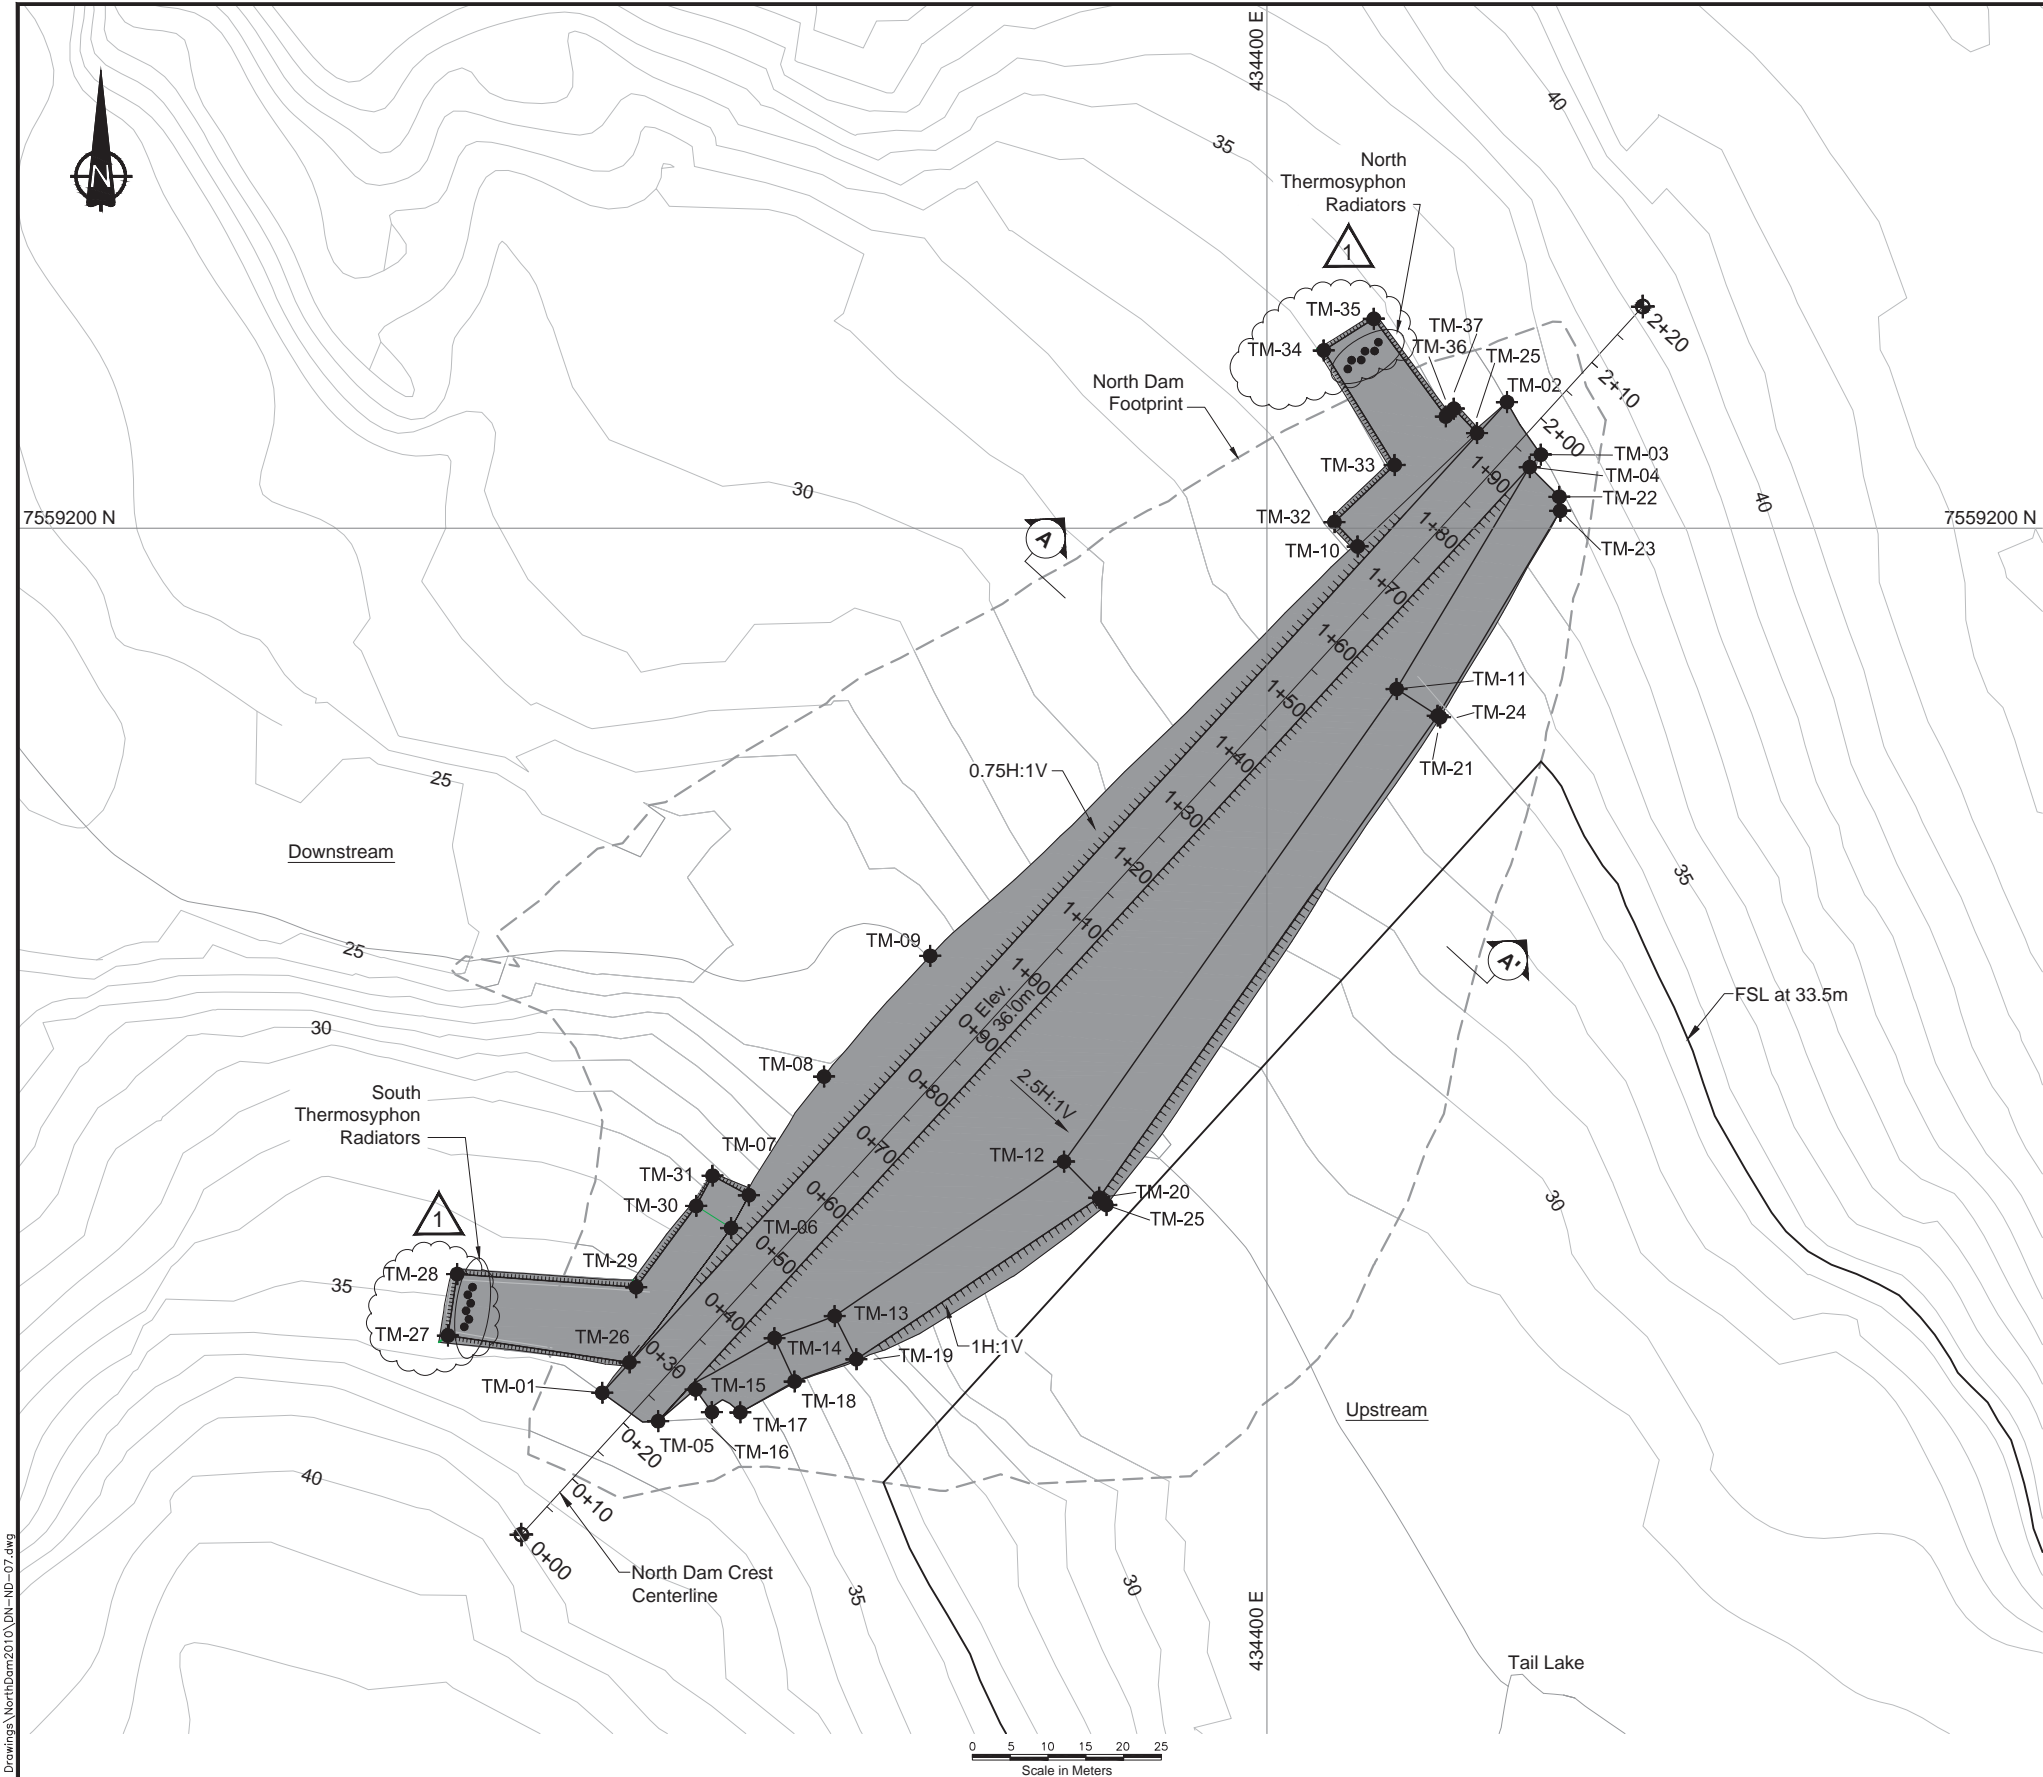 434400 E
40
35
North
Thermosyphon
Radiators
N
1
TM-35
TM-37
TM-36
TM-34
TM-25
2+20
TM-02
2+10
North Dam
Footprint
2+00
TM-33
TM-03
1+90
TM-04
30
TM-22
40
TM-32
7559200 N
7559200 N
A
1+80
TM-10
TM-23
1+70
1+60
TM-11
1+50
TM-24
1+40
0.75H:1V
TM-21
25
1+30
Downstream
1+20
35
1+10
TM-09
25
A'
1+00
Elev.
36.0m
FSL at 33.5m
30
0+90
TM-08
South
Thermosyphon
Radiators
0+80
2.5H:1V
TM-07
0+70
TM-12
TM-31
TM-20
30
TM-30
0+60
TM-25
1
TM-06
0+50
TM-29
TM-28
35
0+40
TM-13
TM-27
TM-26
TM-14
1H:1V
0+30
TM-19
TM-01
TM-15
TM-18
TM-17
Upstream
0+20
TM-05
TM-16
40
0+10
0+00
North Dam Crest
Centerline
35
30
434400 E
Tail Lake
0 5 10 15 20 25
Scale in Meters
Drawings\NorthDam2010\DN-ND-07.dwg